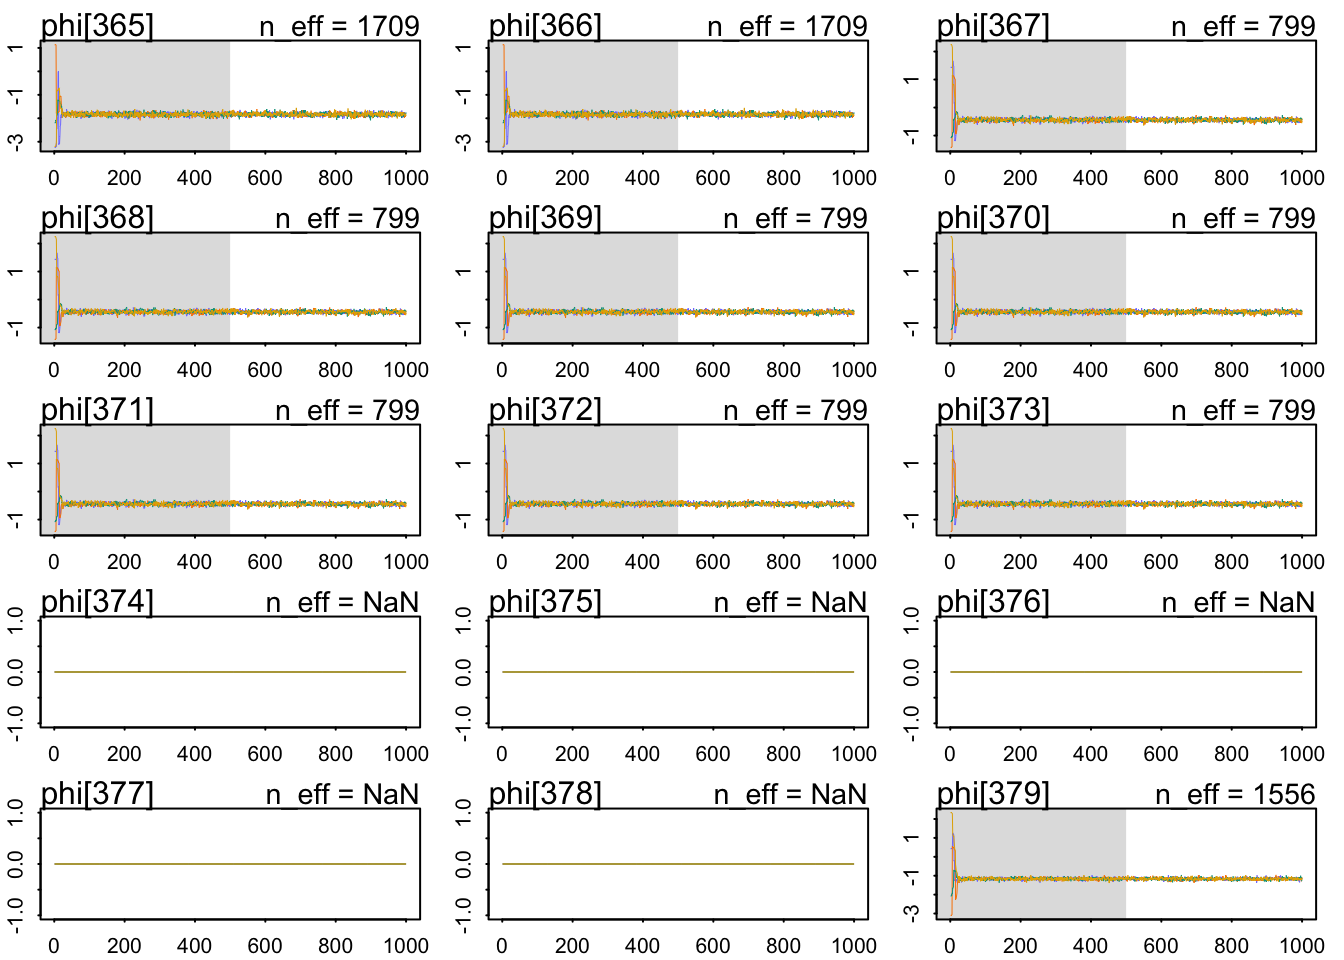 phi[365] n_eff = 1709 phi[366] n_eff = 1709 phi[367] n_eff = 799
1 -1 -3 1 -1 -3 1 -1
0 200 400 600 800 1000 0 200 400 600 800 1000 0 200 400 600 800 1000
phi[368] n_eff = 799 phi[369] n_eff = 799 phi[370] n_eff = 799
1 -1 1 -1 1 -1
0 200 400 600 800 1000 0 200 400 600 800 1000 0 200 400 600 800 1000
phi[371] n_eff = 799 phi[372] n_eff = 799 phi[373] n_eff = 799
1 -1 1 -1 1 -1
0 200 400 600 800 1000 0 200 400 600 800 1000 0 200 400 600 800 1000
phi[374] n_eff = NaN phi[375] n_eff = NaN phi[376] n_eff = NaN
1.0 0.0 -1.0 1.0 0.0 -1.0 1.0 0.0 -1.0
0 200 400 600 800 1000 0 200 400 600 800 1000 0 200 400 600 800 1000
phi[377] n_eff = NaN phi[378] n_eff = NaN phi[379] n_eff = 1556
1.0 0.0 -1.0 1.0 0.0 -1.0 1 -1 -3
0 200 400 600 800 1000 0 200 400 600 800 1000 0 200 400 600 800 1000